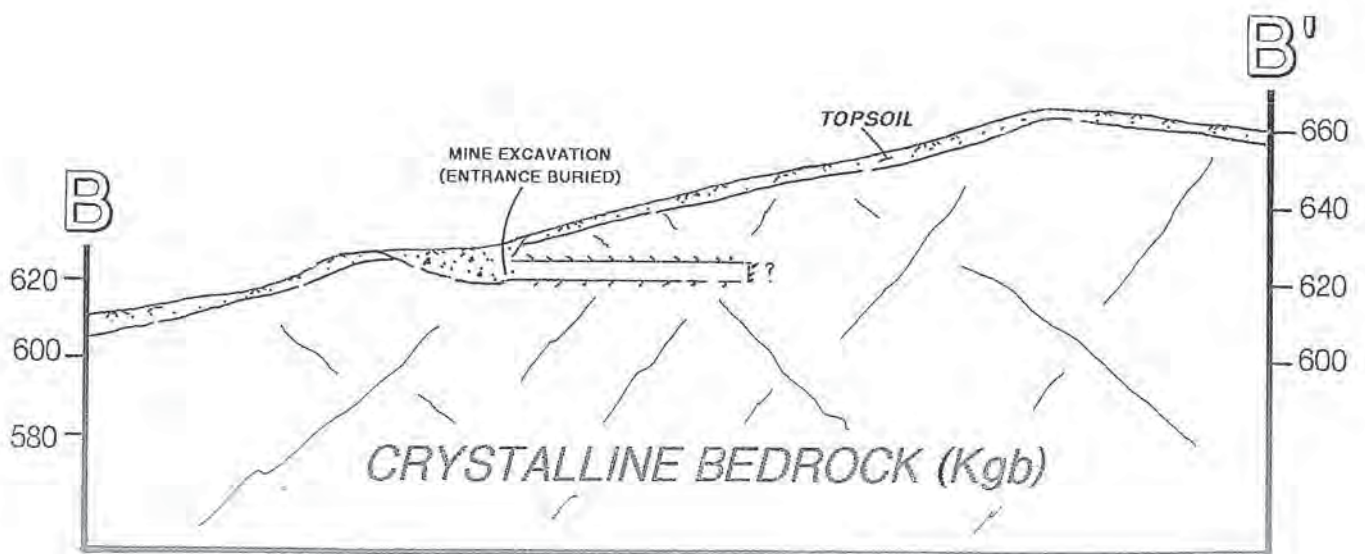 B'
TOPSOIL
660
MINE EXCAVATION
(ENTRANCE BURIED)
B
640
?
620
620
600
600
580
CRYSTALLINE BEDROCK (Kgb)